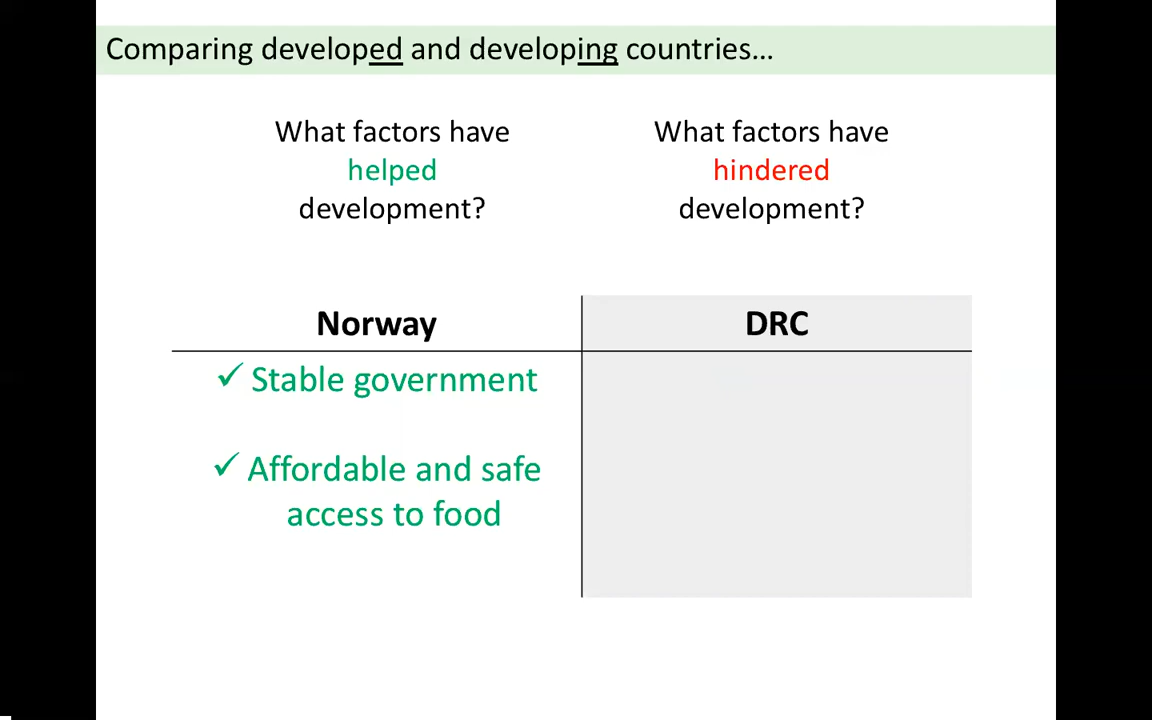 Comparing developed and developing countries...
What factors have
helped
development?
What factors have
hindered
development?
Norway
DRC
✓ Stable government
✓ Affordable and safe
access to food